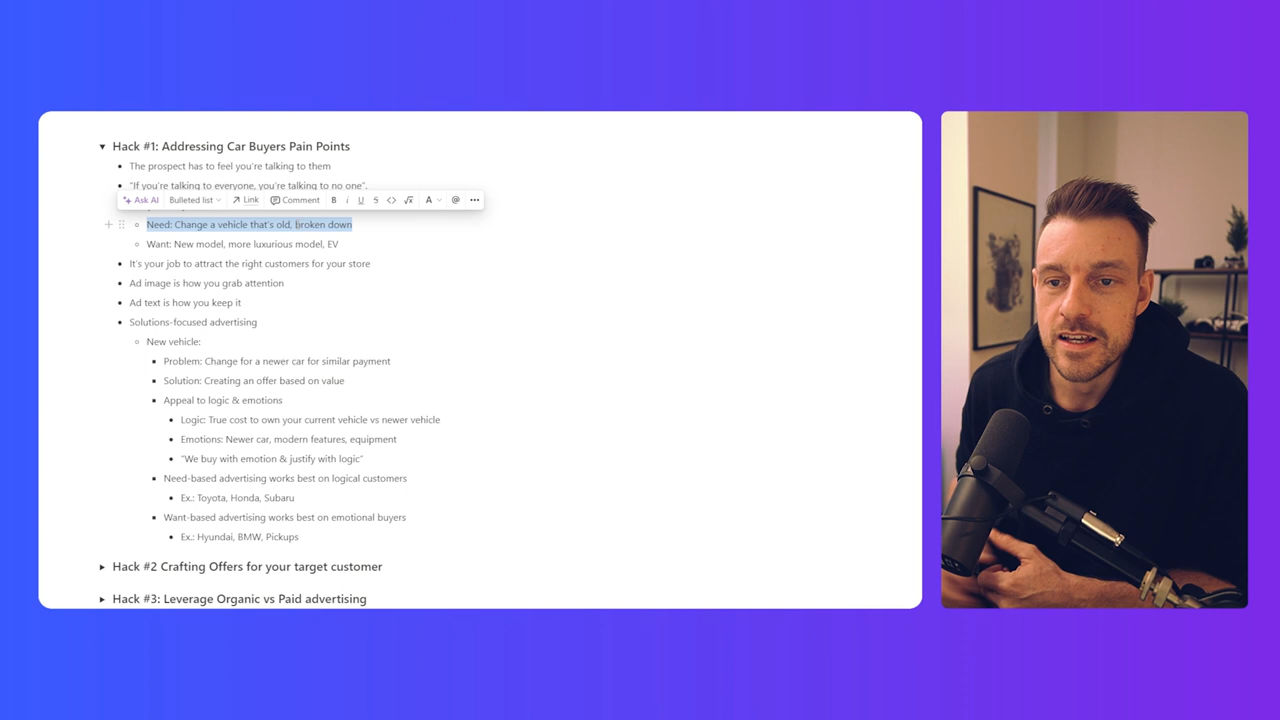 Hack #1: Addressing Car Buyers Pain Points
The prospect has to feel you're talking to them
"If you're talking to everyone, you're talking to no one".
Ask AI Bulleted list Link Comment B i U S <> √x A @ •••
Need: Change a vehicle that's old, broken down
Want: New model, more luxurious model, EV
It's your job to attract the right customers for your store
Ad image is how you grab attention
Ad text is how you keep it
Solutions-focused advertising
New vehicle:
Problem: Change for a newer car for similar payment
Solution: Creating an offer based on value
Appeal to logic & emotions
Logic: True cost to own your current vehicle vs newer vehicle
Emotions: Newer car, modern features, equipment
"We buy with emotion & justify with logic"
Need-based advertising works best on logical customers
Ex.: Toyota, Honda, Subaru
Want-based advertising works best on emotional buyers
Ex.: Hyundai, BMW, Pickups
Hack #2 Crafting Offers for your target customer
Hack #3: Leverage Organic vs Paid advertising